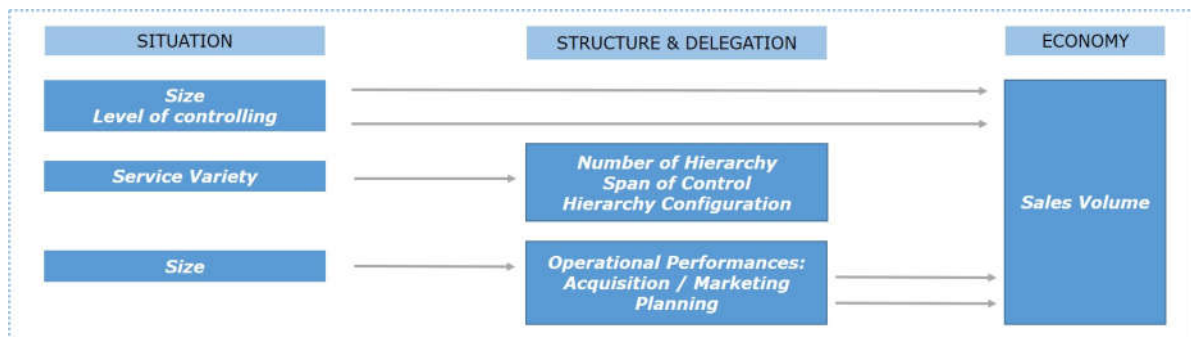 SITUATION
STRUCTURE & DELEGATION
ECONOMY
Size
Level of controlling
Service Variety
Size
Number of Hierarchy
Span of Control
Hierarchy Configuration
Operational Performances:
Acquisition / Marketing
Planning
Sales Volume